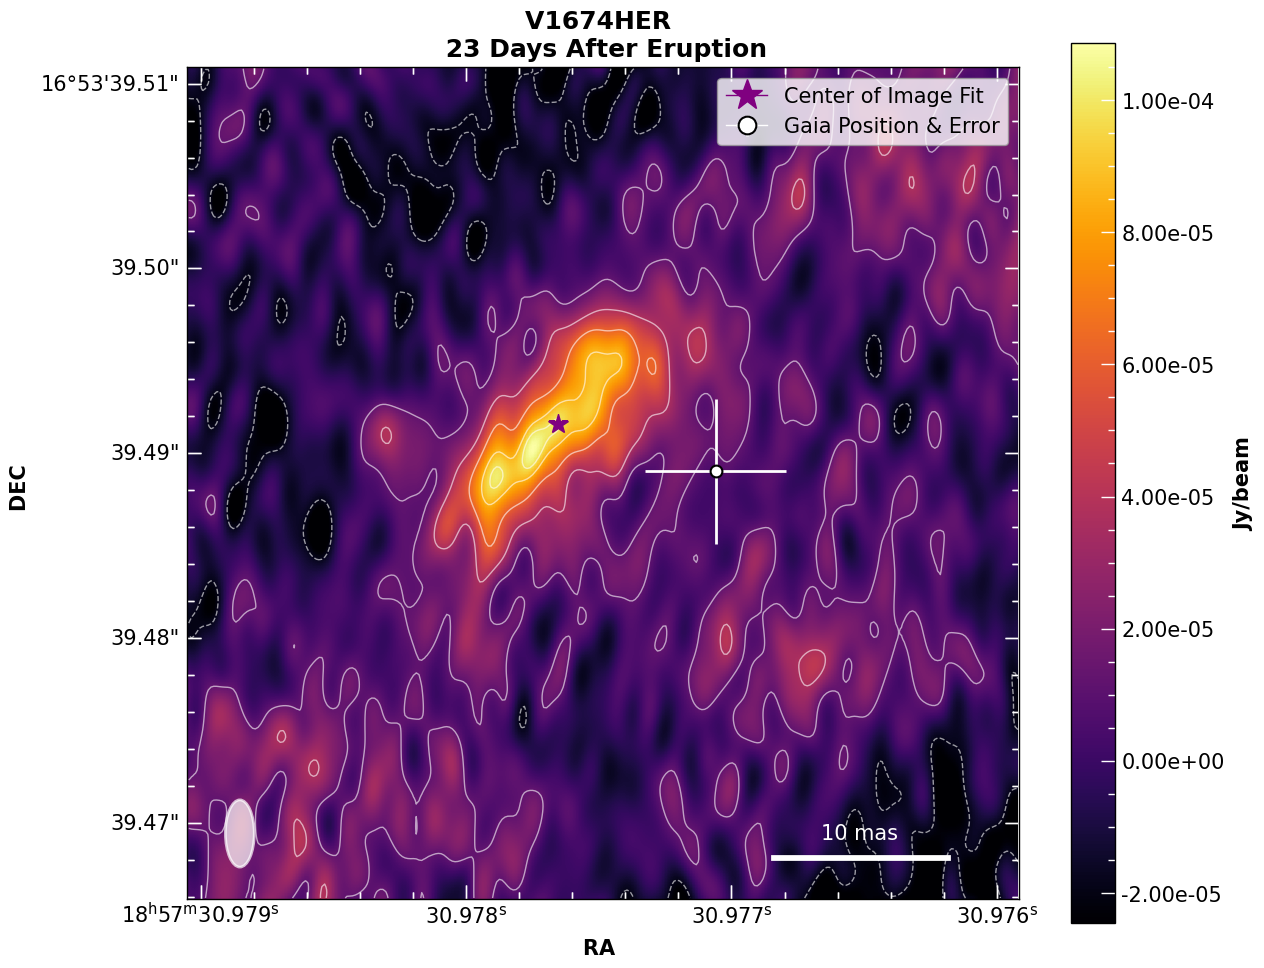 V1674HER
23 Days After Eruption
Center of Image Fit
Gaia Position & Error
16°53'39.51"
39.50"
39.49"
39.48"
39.47"
DEC
18ʰ57ᵐ30.979ˢ
30.978ˢ
30.977ˢ
30.976ˢ
RA
10 mas
1.00e-04
8.00e-05
6.00e-05
4.00e-05
2.00e-05
0.00e+00
-2.00e-05
Jy/beam